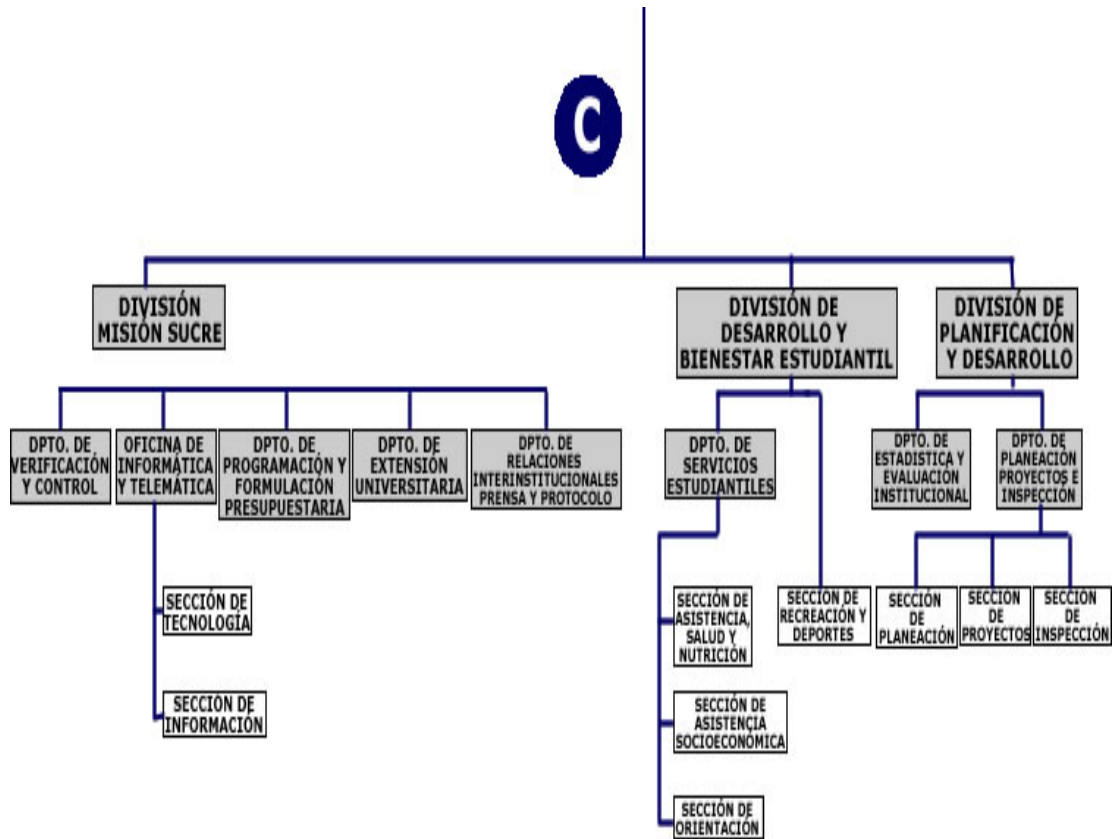 C
DIVISIÓN
MISIÓN SUCRE
DIVISIÓN DE
DESARROLLO Y
BIENESTAR ESTUDIANTIL
DIVISIÓN DE
PLANIFICACIÓN
Y DESARROLLO
DPTO. DE
VERIFICACIÓN
Y CONTROL
OFICINA DE
INFORMÁTICA
Y TELEMÁTICA
DPTO. DE
PROGRAMACIÓN Y
FORMULACIÓN
PRESUPUESTARIA
DPTO. DE
EXTENSIÓN
UNIVERSITARIA
DPTO. DE
RELACIONES
INTERINSTITUCIONALES
PRENSA Y PROTOCOLO
DPTO. DE
SERVICIOS
ESTUDIANTILES
DPTO. DE
ESTADÍSTICA Y
EVALUACIÓN
INSTITUCIONAL
DPTO. DE
PLANEACIÓN
PROYECTOS E
INSPECCIÓN
SECCIÓN DE
TECNOLOGÍA
SECCIÓN DE
INFORMACIÓN
SECCIÓN DE
ASISTENCIA,
SALUD Y
NUTRICIÓN
SECCIÓN DE
RECREACIÓN Y
DEPORTES
SECCIÓN
DE
PLANEACIÓN
SECCIÓN
DE
PROYECTOS
SECCIÓN
DE
INSPECCIÓN
SECCIÓN DE
ASISTENCIA
SOCIOECONÓMICA
SECCIÓN DE
ORIENTACIÓN